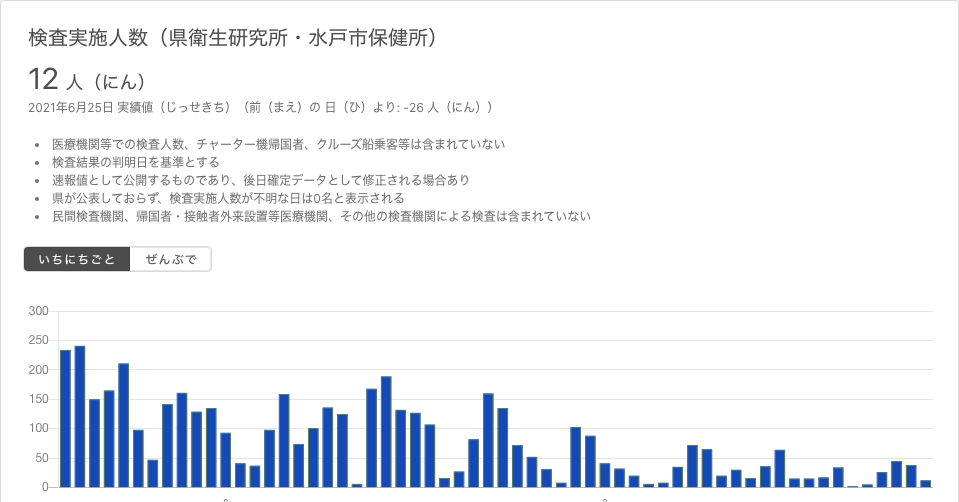 検査実施人数（県衛生研究所・水戸市保健所）
12 人（にん）
2021年6月25日 実績値（じっせきち）（前（まえ）の 日（ひ）より: -26 人（にん））
医療機関等での検査人数、チャーター機帰国者、クルーズ船乗客等は含まれていない
検査結果の判明日を基準とする
速報値として公開するものであり、後日確定データとして修正される場合あり
県が公表しておらず、検査実施人数が不明な日は0名と表示される
民間検査機関、帰国者・接触者外来設置等医療機関、その他の検査機関による検査は含まれていない
いちにちごと ぜんぶで
300
250
200
150
100
50
0